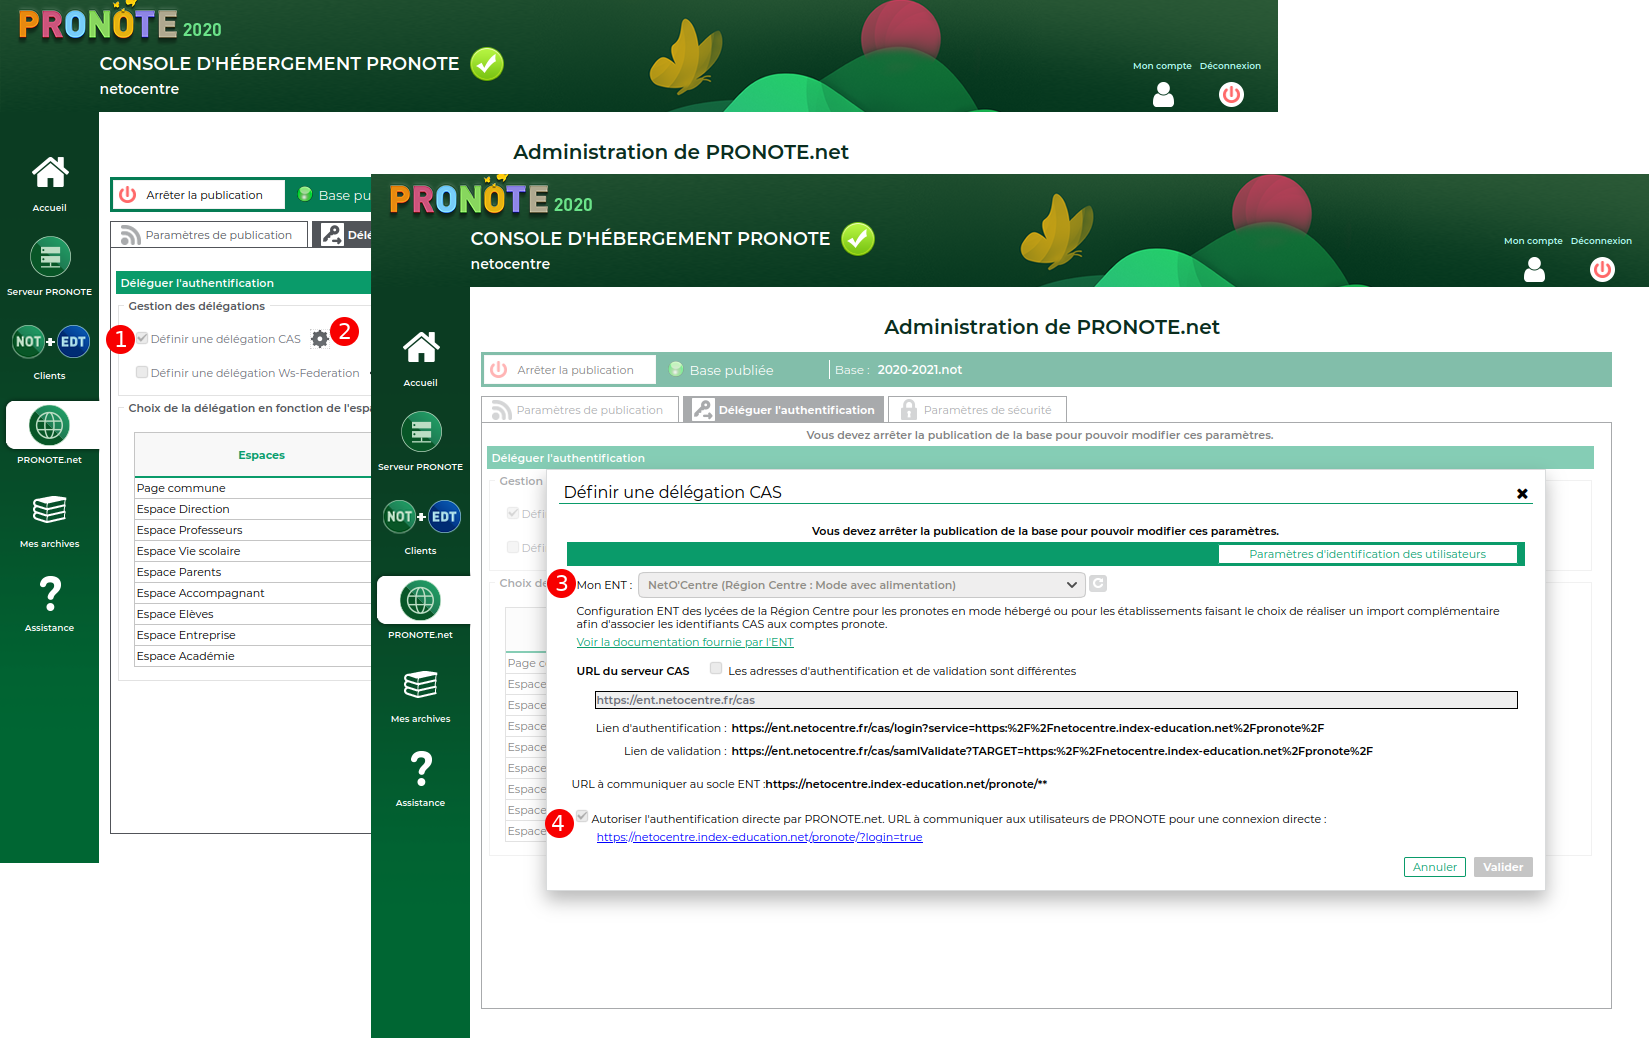 PRONOTE 2020
CONSOLE D'HÉBERGEMENT PRONOTE
netocentre
Mon compte Déconnexion
Accueil
Serveur PRONOTE
NOT + EDT
Clients
PRONOTE.net
Mes archives
Assistance
Administration de PRONOTE.net
Arrêter la publication
Base pu
Paramètres de publication
Délé
Déléguer l'authentification
Gestion des délégations
1 Définir une délégation CAS 2
Définir une délégation Ws-Federation
Choix de la délégation en fonction de l'espa
Espaces
Page commune
Espace Direction
Espace Professeurs
Espace Vie scolaire
Espace Parents
Espace Accompagnant
Espace Elèves
Espace Entreprise
Espace Académie
PRONOTE 2020
CONSOLE D'HÉBERGEMENT PRONOTE
netocentre
Mon compte Déconnexion
Accueil
Serveur PRONOTE
NOT + EDT
Clients
PRONOTE.net
Mes archives
Assistance
Administration de PRONOTE.net
Arrêter la publication
Base publiée
Base : 2020-2021.not
Paramètres de publication
Déléguer l'authentification
Paramètres de sécurité
Vous devez arrêter la publication de la base pour pouvoir modifier ces paramètres.
Déléguer l'authentification
Gestion
Défi
Défi
Choix de
Page c
Espace
Espace
Espace
Espace
Espace
Espace
Espace
Espace
Définir une délégation CAS
Vous devez arrêter la publication de la base pour pouvoir modifier ces paramètres.
Paramètres d'identification des utilisateurs
3 Mon ENT : NetO'Centre (Région Centre : Mode avec alimentation)
Configuration ENT des lycées de la Région Centre pour les pronotes en mode hébergé ou pour les établissements faisant le choix de réaliser un import complémentaire
afin d'associer les identifiants CAS aux comptes pronote.
Voir la documentation fournie par l'ENT
URL du serveur CAS Les adresses d'authentification et de validation sont différentes
https://ent.netocentre.fr/cas
Lien d'authentification : https://ent.netocentre.fr/cas/login?service=https:%2F%2Fnetocentre.index-education.net%2Fpronote%2F
Lien de validation : https://ent.netocentre.fr/cas/samlValidate?TARGET=https:%2F%2Fnetocentre.index-education.net%2Fpronote%2F
URL à communiquer au socle ENT :https://netocentre.index-education.net/pronote/**
4 Autoriser l'authentification directe par PRONOTE.net. URL à communiquer aux utilisateurs de PRONOTE pour une connexion directe :
https://netocentre.index-education.net/pronote/?login=true
Annuler Valider